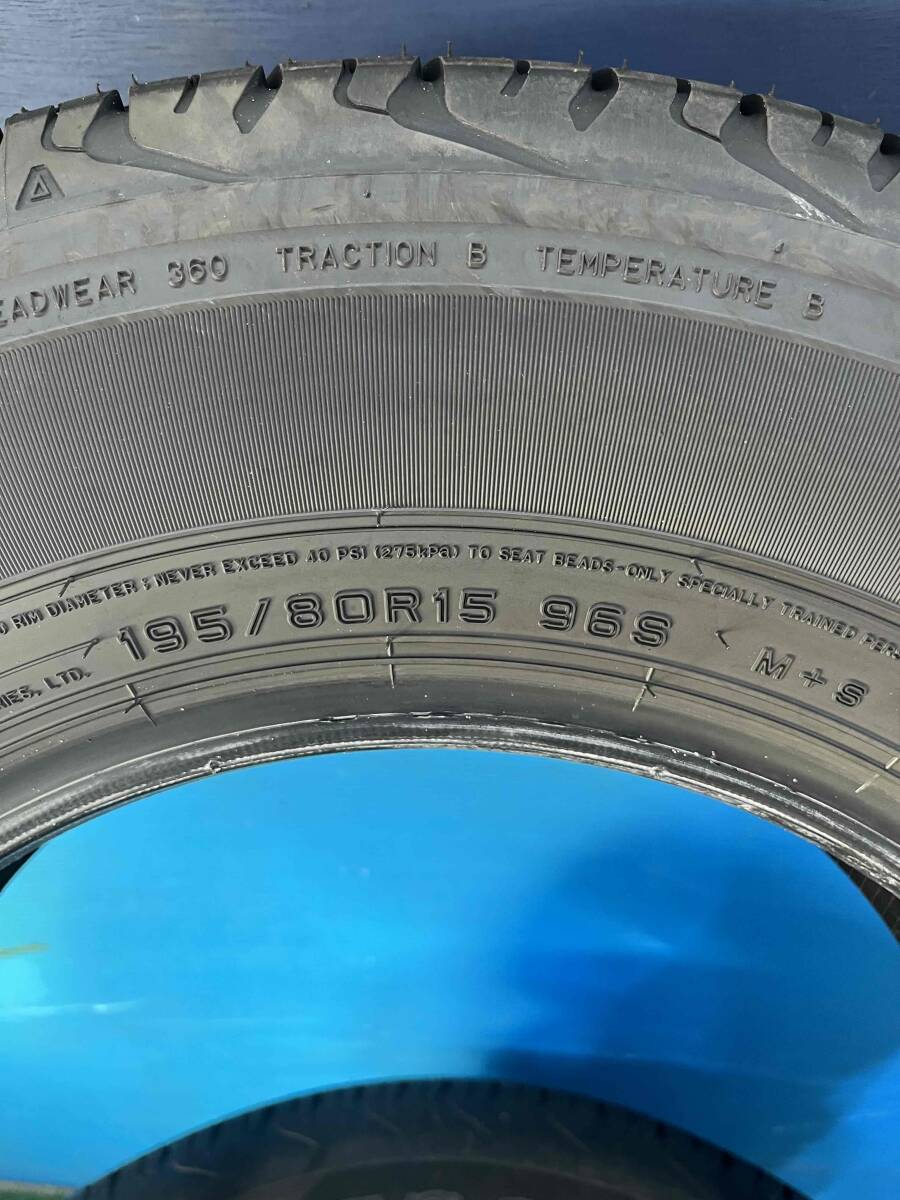 EADWEAR 360 TRACTION B TEMPERATURE B
RIM DIAMETER; NEVER EXCEED 40 PSI (275kPa) TO SEAT BEADS-ONLY SPECIALLY TRAINED PER
LTD. 195/80R15 96S M+S